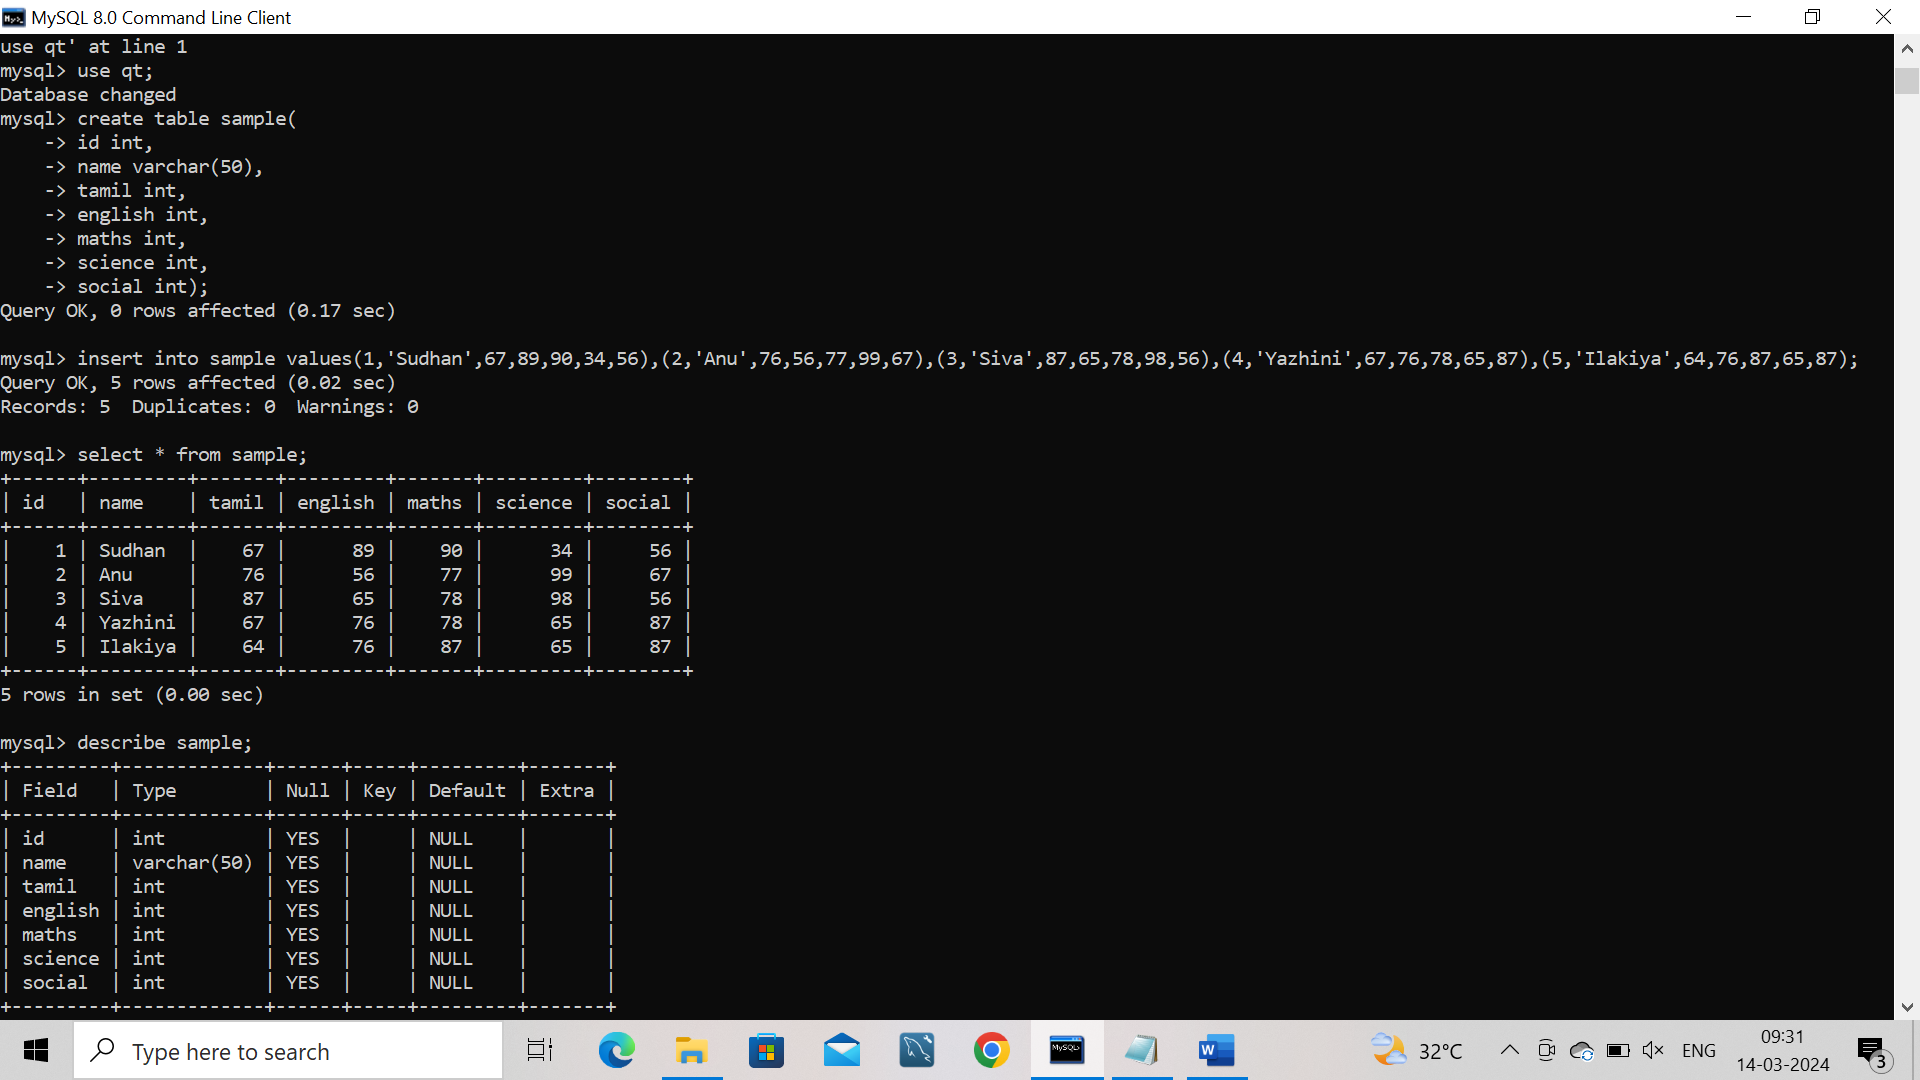 MySQL 8.0 Command Line Client
use qt' at line 1
mysql> use qt;
Database changed
mysql> create table sample(
    -> id int,
    -> name varchar(50),
    -> tamil int,
    -> english int,
    -> maths int,
    -> science int,
    -> social int);
Query OK, 0 rows affected (0.17 sec)

mysql> insert into sample values(1,'Sudhan',67,89,90,34,56),(2,'Anu',76,56,77,99,67),(3,'Siva',87,65,78,98,56),(4,'Yazhini',67,76,78,65,87),(5,'Ilakiya',64,76,87,65,87);
Query OK, 5 rows affected (0.02 sec)
Records: 5  Duplicates: 0  Warnings: 0

mysql> select * from sample;
+------+---------+-------+---------+-------+---------+--------+
| id   | name    | tamil | english | maths | science | social |
+------+---------+-------+---------+-------+---------+--------+
|    1 | Sudhan  |    67 |      89 |    90 |      34 |     56 |
|    2 | Anu     |    76 |      56 |    77 |      99 |     67 |
|    3 | Siva    |    87 |      65 |    78 |      98 |     56 |
|    4 | Yazhini |    67 |      76 |    78 |      65 |     87 |
|    5 | Ilakiya |    64 |      76 |    87 |      65 |     87 |
+------+---------+-------+---------+-------+---------+--------+
5 rows in set (0.00 sec)

mysql> describe sample;
+---------+-------------+------+-----+---------+-------+
| Field   | Type        | Null | Key | Default | Extra |
+---------+-------------+------+-----+---------+-------+
| id      | int         | YES  |     | NULL    |       |
| name    | varchar(50) | YES  |     | NULL    |       |
| tamil   | int         | YES  |     | NULL    |       |
| english | int         | YES  |     | NULL    |       |
| maths   | int         | YES  |     | NULL    |       |
| science | int         | YES  |     | NULL    |       |
| social  | int         | YES  |     | NULL    |       |
+---------+-------------+------+-----+---------+-------+
Type here to search
MySQL>
W
32°C
ENG
09:31
14-03-2024
3